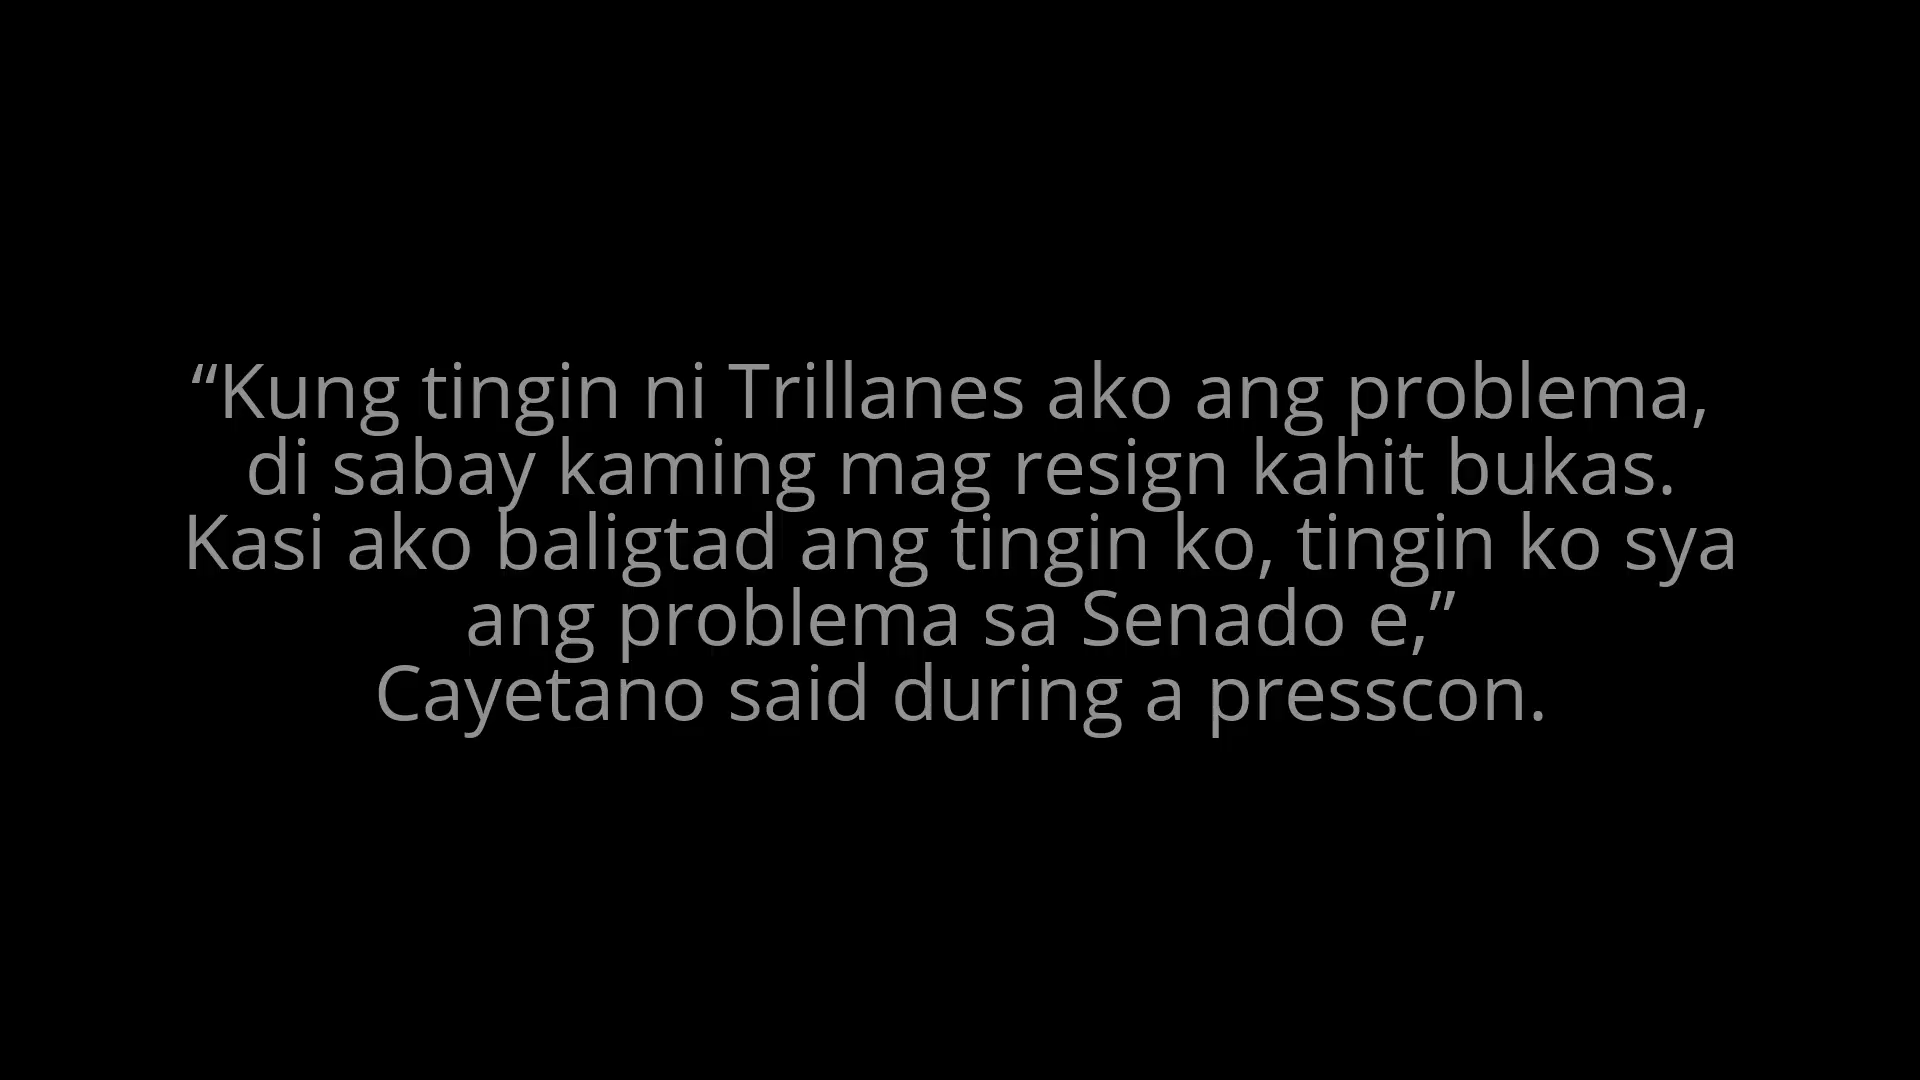 “Kung tingin ni Trillanes ako ang problema,
di sabay kaming mag resign kahit bukas.
Kasi ako baligtad ang tingin ko, tingin ko sya
ang problema sa Senado e,”
Cayetano said during a presscon.